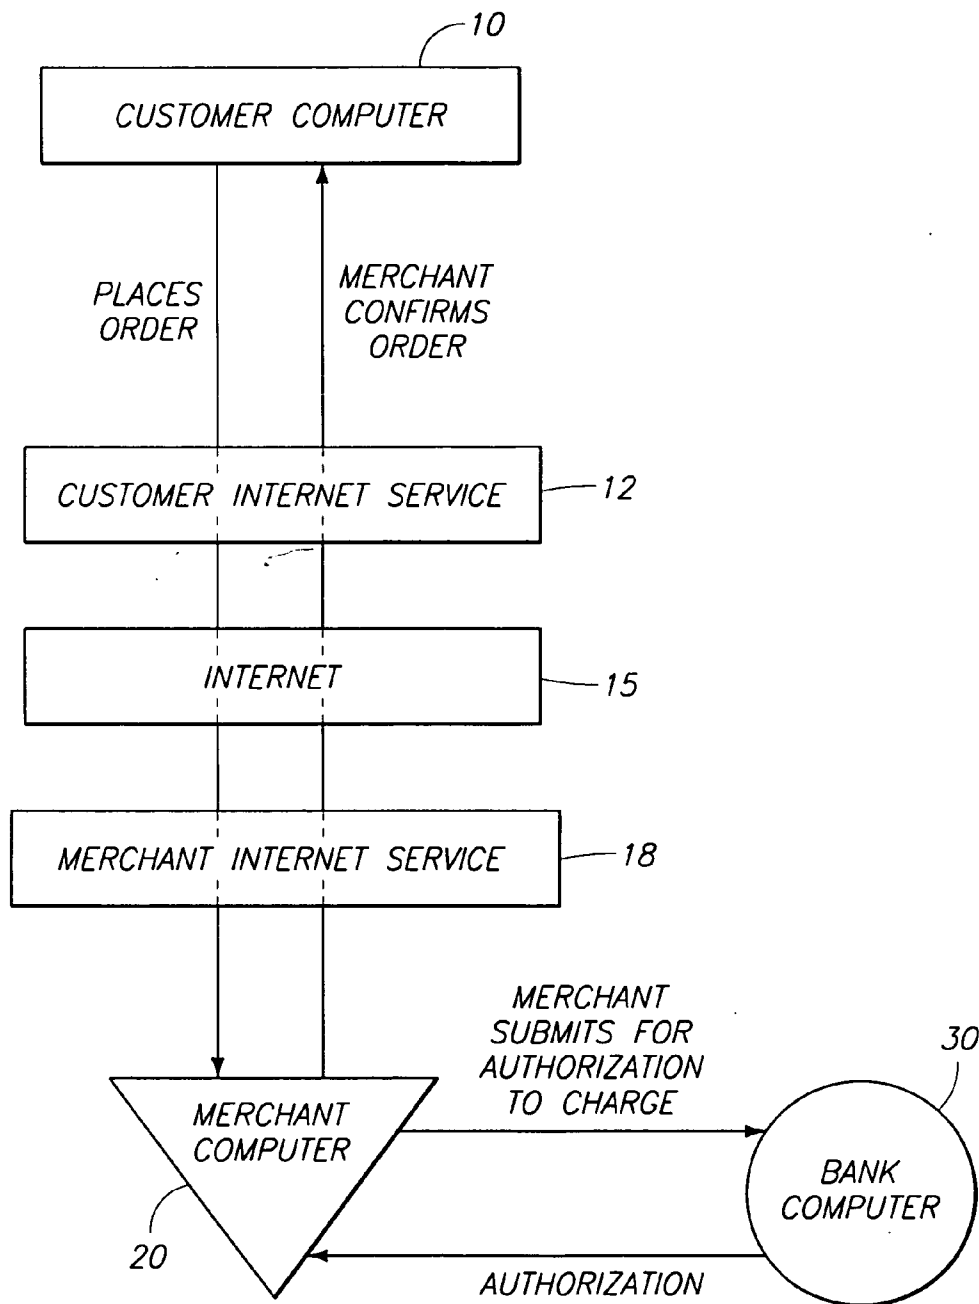 10
CUSTOMER COMPUTER
PLACES
ORDER
MERCHANT
CONFIRMS
ORDER
CUSTOMER INTERNET SERVICE
12
INTERNET
15
MERCHANT INTERNET SERVICE
18
MERCHANT
SUBMITS FOR
AUTHORIZATION
TO CHARGE
30
MERCHANT
COMPUTER
BANK
COMPUTER
20
AUTHORIZATION